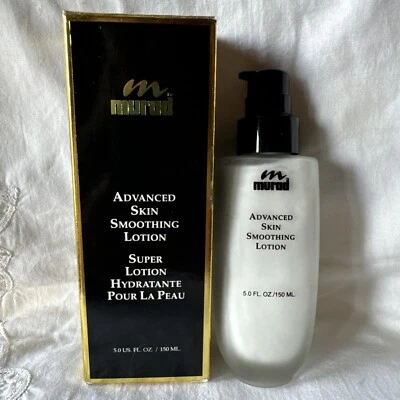 m
murad
ADVANCED
SKIN
SMOOTHING
LOTION
SUPER
LOTION
HYDRATANTE
POUR LA PEAU
5.0 US. FL. OZ. / 150 ML.
m
murad
ADVANCED
SKIN
SMOOTHING
LOTION
5.0 FL. OZ./150 ML.